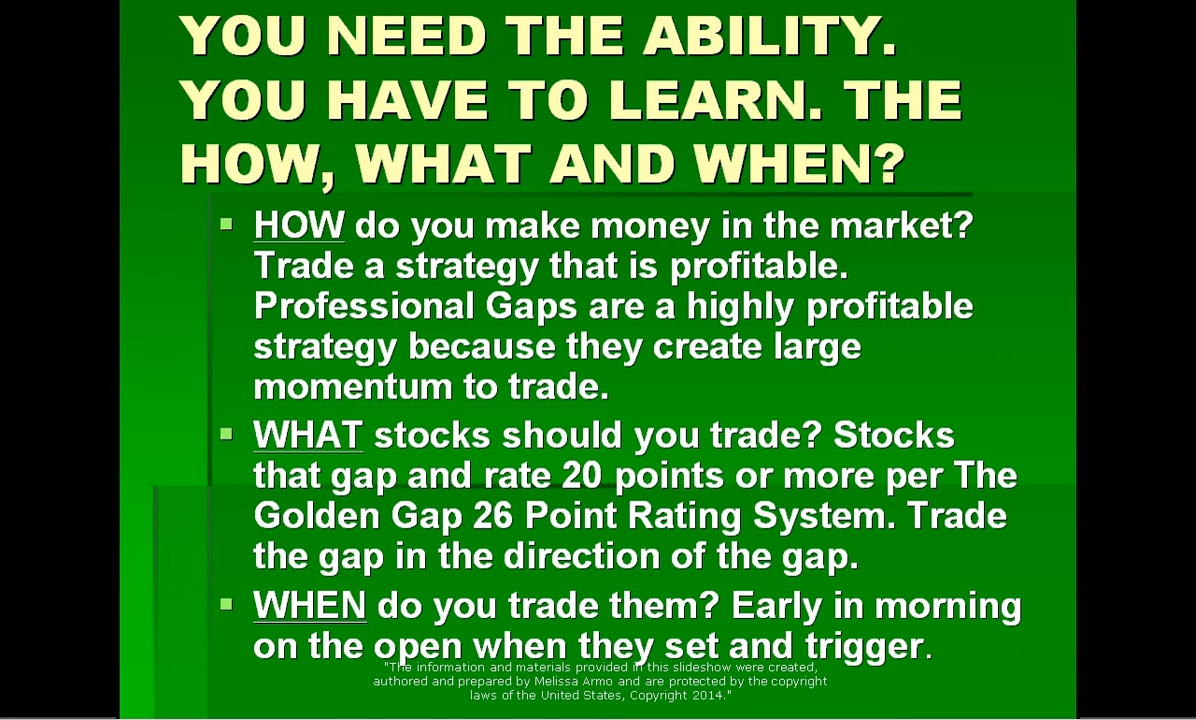 YOU NEED THE ABILITY.
YOU HAVE TO LEARN. THE
HOW, WHAT AND WHEN?
▪ HOW do you make money in the market?
Trade a strategy that is profitable.
Professional Gaps are a highly profitable
strategy because they create large
momentum to trade.
▪ WHAT stocks should you trade? Stocks
that gap and rate 20 points or more per The
Golden Gap 26 Point Rating System. Trade
the gap in the direction of the gap.
▪ WHEN do you trade them? Early in morning
on the open when they set and trigger.
"The information and materials provided in this slideshow were created,
authored and prepared by Melissa Armo and are protected by the copyright
laws of the United States, Copyright 2014."